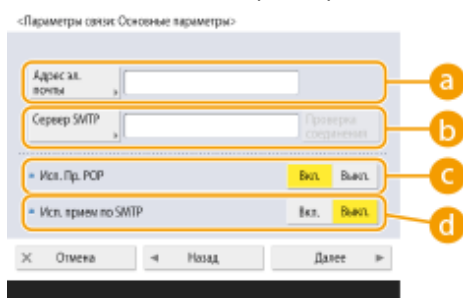 <Параметры связи: Основные параметры>
Адрес эл.
почты
a
Сервер SMTP
Проверка
соединения
b
Исп. Пр. POP
Вкл.
Выкл.
c
Исп. прием по SMTP
Вкл.
Выкл.
d
× Отмена
◄ Назад
Далее ►